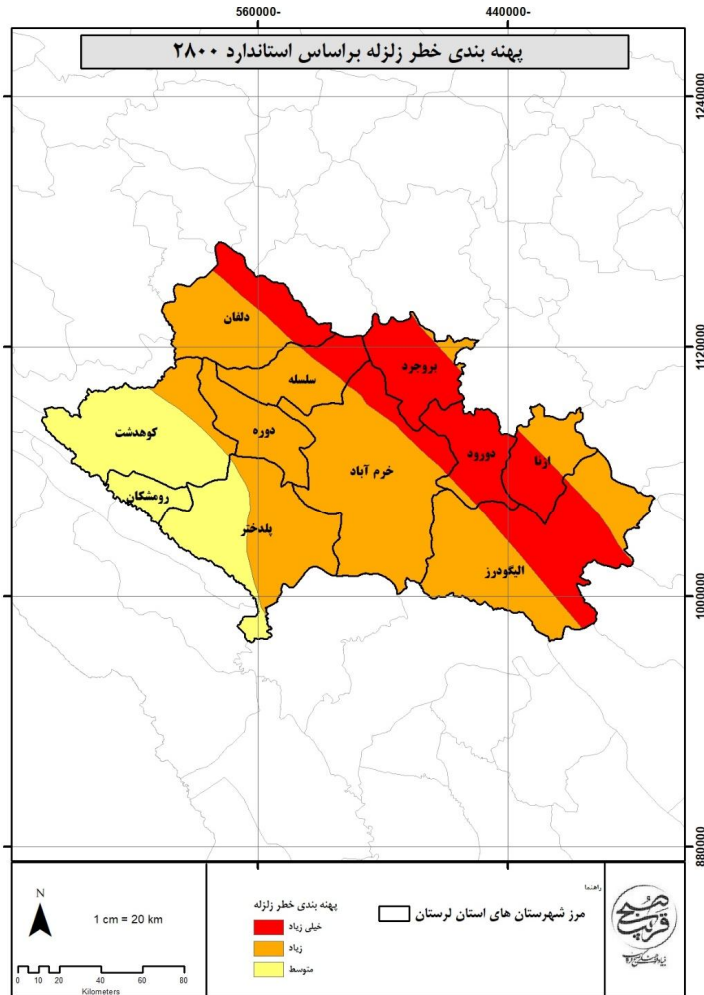 560000-
440000-
پهنه بندی خطر زلزله براساس استاندارد ۲۸۰۰
1240000
دلفان
بروجرد
1120000
سلسله
کوهدشت
دوره
دورود
ازنا
خرم آباد
رومشکان
پلدختر
الیگودرز
1000000
880000
راهنما
مرز شهرستان های استان لرستان
پهنه بندی خطر زلزله
خیلی زیاد
زیاد
متوسط
N
1 cm = 20 km
0 10 20 40 60 80
Kilometers
صبح
قریب